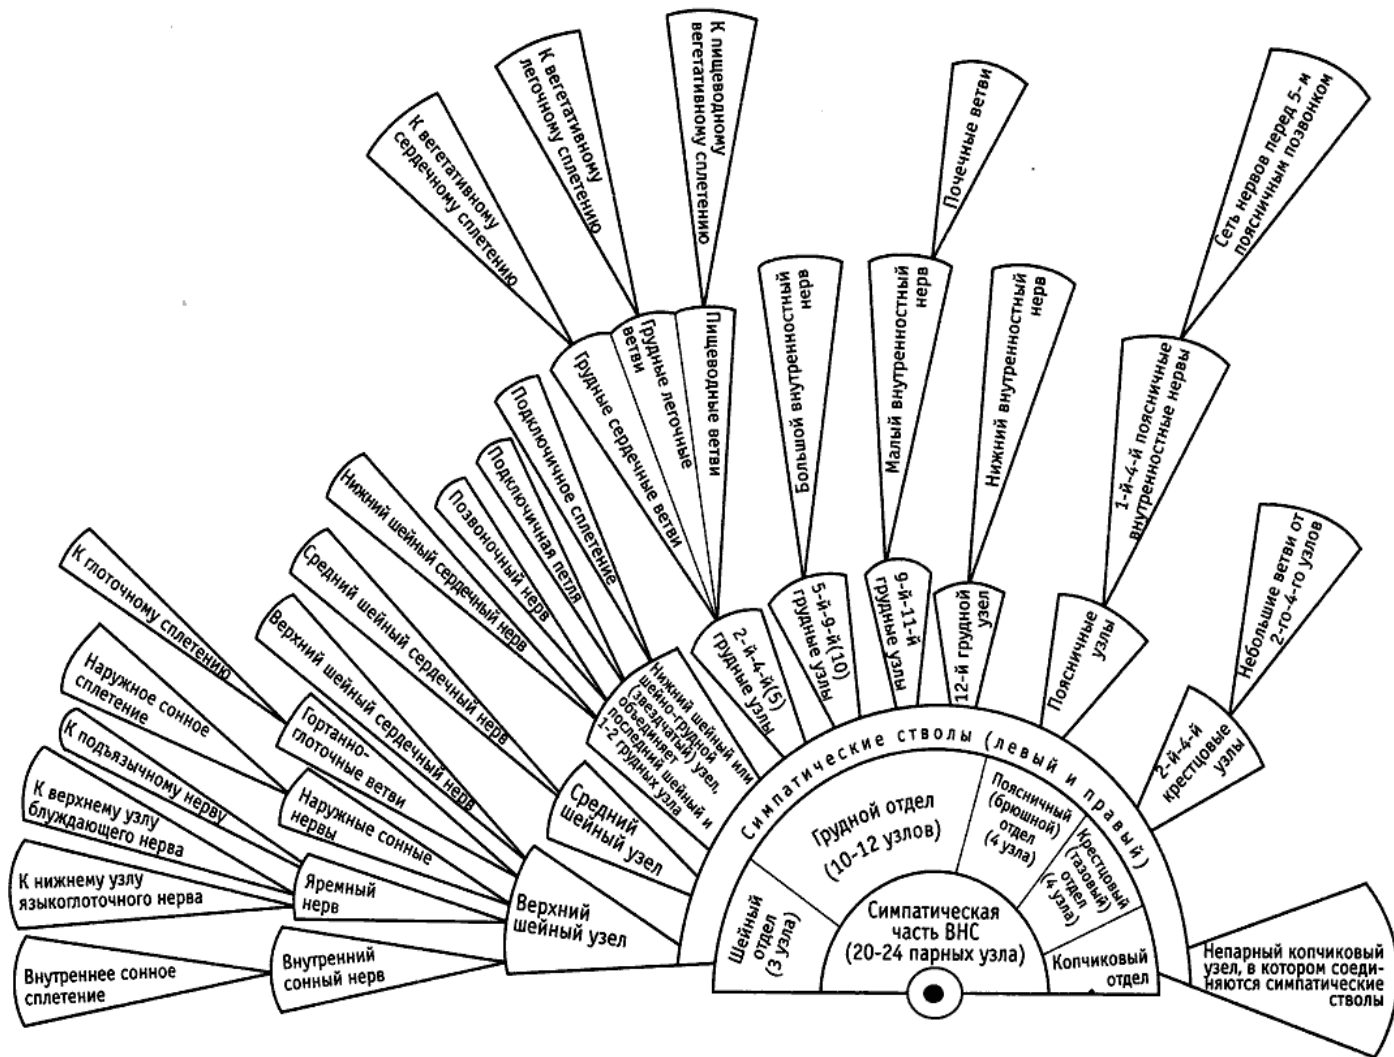 К вегетативному
сердечному сплетению
К вегетативному
легочному сплетению
К пищеводному
вегетативному сплетению
Почечные ветви
Сеть нервов перед 5-м
поясничным позвонком
Грудные сердечные ветви
Грудные легочные
ветви
Пищеводные ветви
Большой внутренностный
нерв
Малый внутренностный
нерв
Нижний внутренностный
нерв
1-й-4-й поясничные
внутренностные нервы
Небольшие ветви от
2-го-4-го узлов
Подключичное сплетение
Подключичная петля
Позвоночный нерв
Нижний шейный сердечный нерв
Средний шейный сердечный нерв
Верхний шейный сердечный нерв
К глоточному сплетению
Гортанно-
глоточные ветви
Наружное сонное
сплетение
Наружные сонные
нервы
К подъязычному нерву
К верхнему узлу
блуждающего нерва
К нижнему узлу
языкоглоточного нерва
Яремный
нерв
Внутреннее сонное
сплетение
Внутренний
сонный нерв
Верхний
шейный узел
Средний
шейный узел
Нижний шейный или
шейно-грудной
(звездчатый) узел,
объединяет
последний шейный и
1-2 грудных узла
2-й-4-й(5)
грудные узлы
5-й-9-й(10)
грудные узлы
9-й-11-й
грудные узлы
12-й грудной
узел
Поясничные
узлы
2-й-4-й
крестцовые
узлы
Непарный копчиковый
узел, в котором соеди-
няются симпатические
стволы
Симпатические стволы (левый и правый)
Шейный
отдел
(3 узла)
Грудной отдел
(10-12 узлов)
Поясничный
(брюшной)
отдел
(4 узла)
Крестцовый
(тазовый)
отдел
(4 узла)
Копчиковый
отдел
Симпатическая
часть ВНС
(20-24 парных узла)